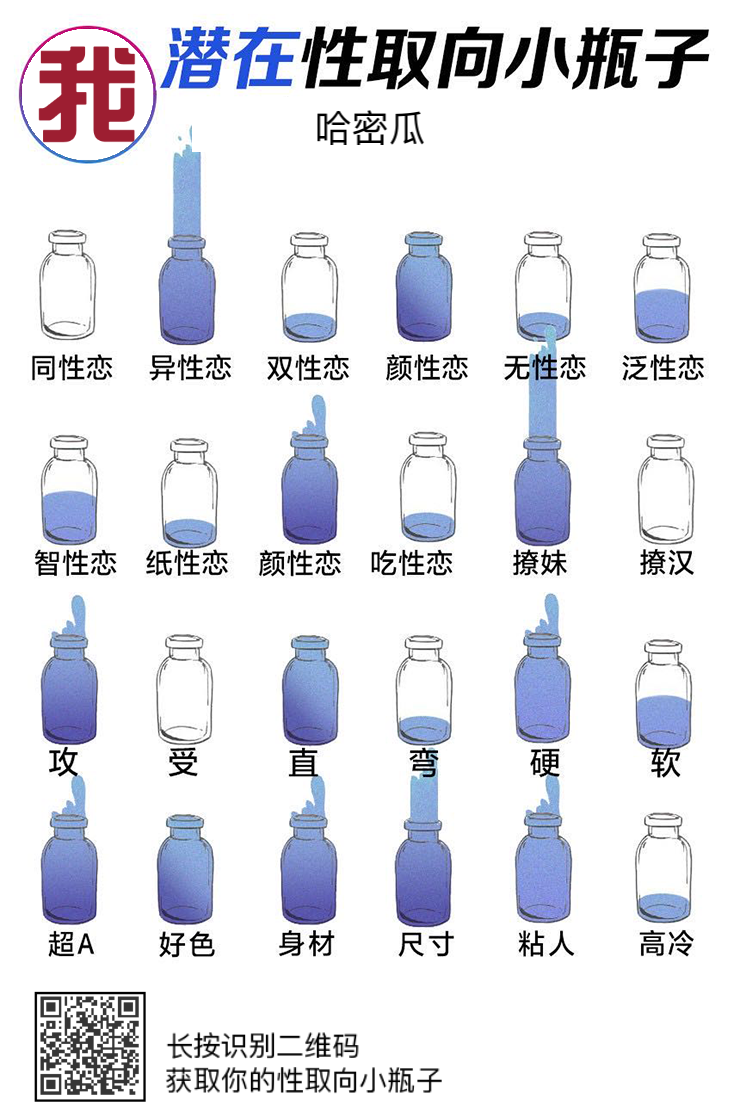 我 潜在性取向小瓶子
哈密瓜
同性恋 异性恋 双性恋 颜性恋 无性恋 泛性恋
智性恋 纸性恋 颜性恋 吃性恋 撩妹 撩汉
攻 受 直 弯 硬 软
超A 好色 身材 尺寸 粘人 高冷
长按识别二维码
获取你的性取向小瓶子